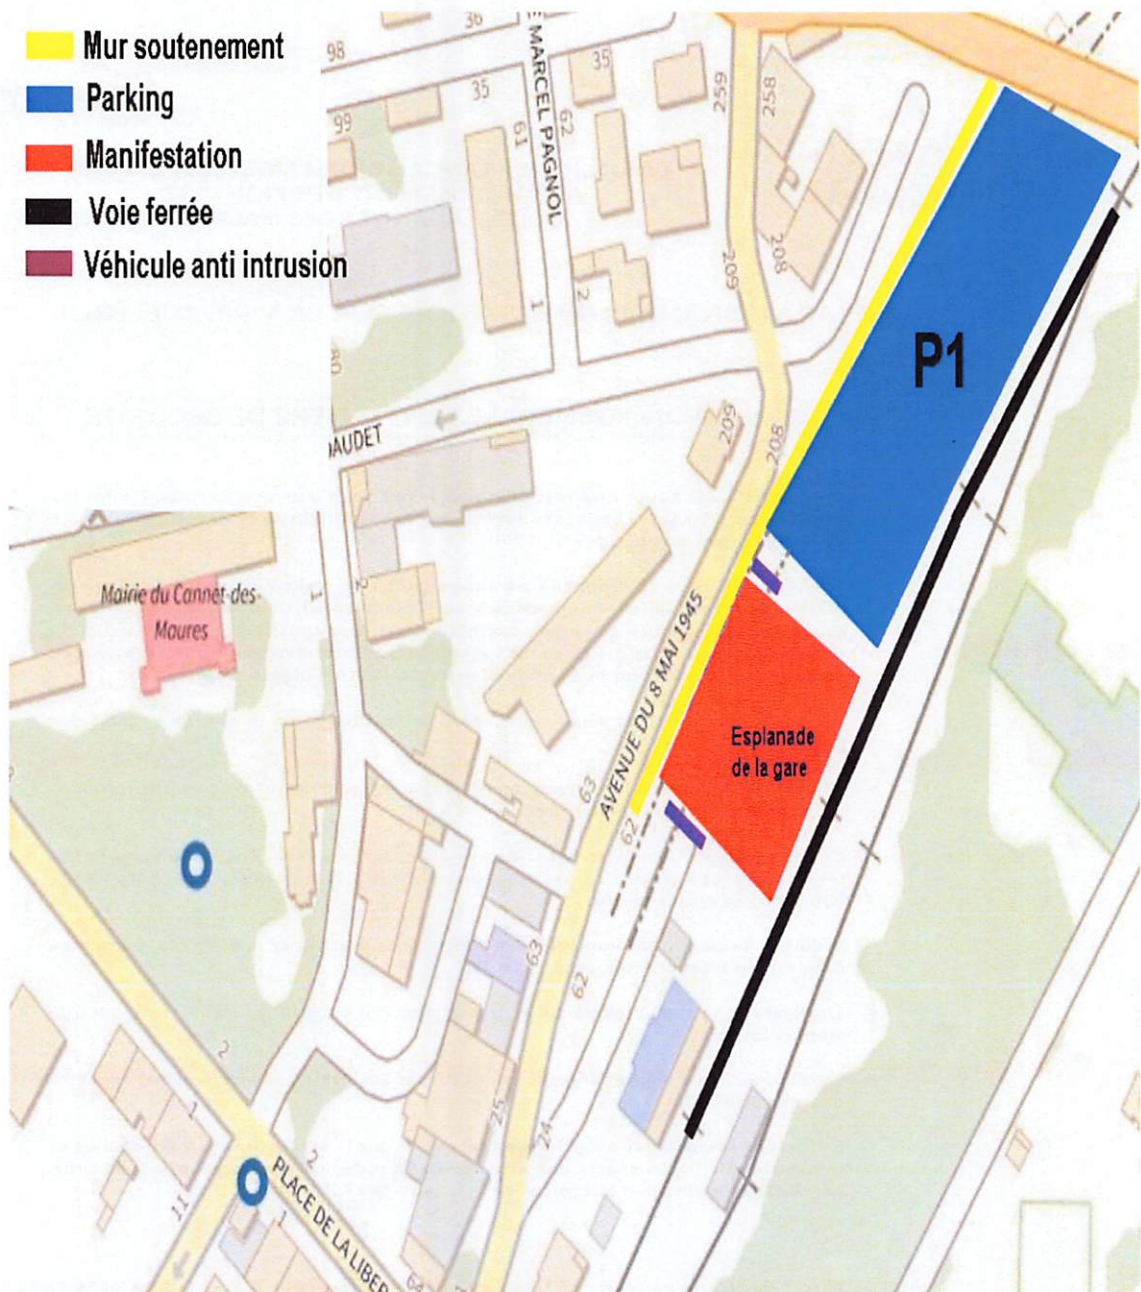 Mur soutenement
Parking
Manifestation
Voie ferrée
Véhicule anti intrusion
36
98
35
35
99
61
62
MARCEL PAGNOL
259
258
209
208
1
2
P1
209
208
DAUDET
Mairie du Cannet-des-
Maures
1
2
AVENUE DU 8 MAI 1945
Esplanade
de la gare
63
62
63
62
2
1
25
24
2
11
1
PLACE DE LA LIBER
64